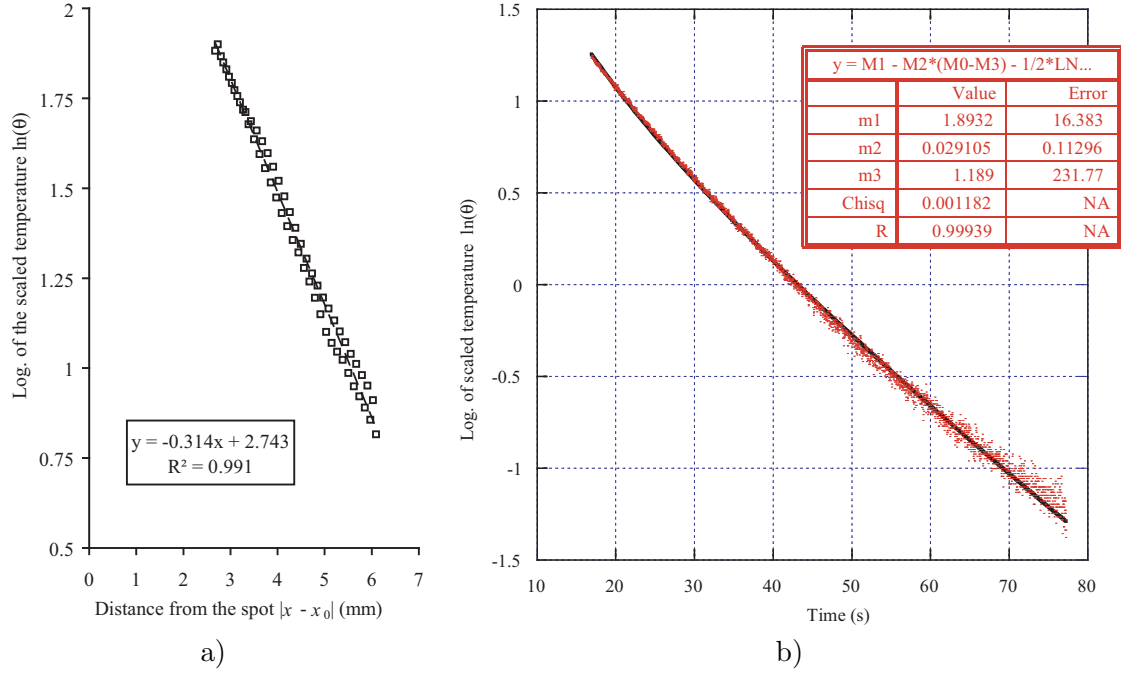 2
1.75
1.5
1.25
1
0.75
0.5
0 1 2 3 4 5 6 7
Log. of the scaled temperature ln(θ)
Distance from the spot |x - x0| (mm)
y = -0.314x + 2.743
R² = 0.991
a)
1.5
1
0.5
0
-0.5
-1
-1.5
10 20 30 40 50 60 70 80
Log. of scaled temperature ln(θ)
Time (s)
y = M1 - M2*(M0-M3) - 1/2*LN...
Value Error
m1 1.8932 16.383
m2 0.029105 0.11296
m3 1.189 231.77
Chisq 0.001182 NA
R 0.99939 NA
b)